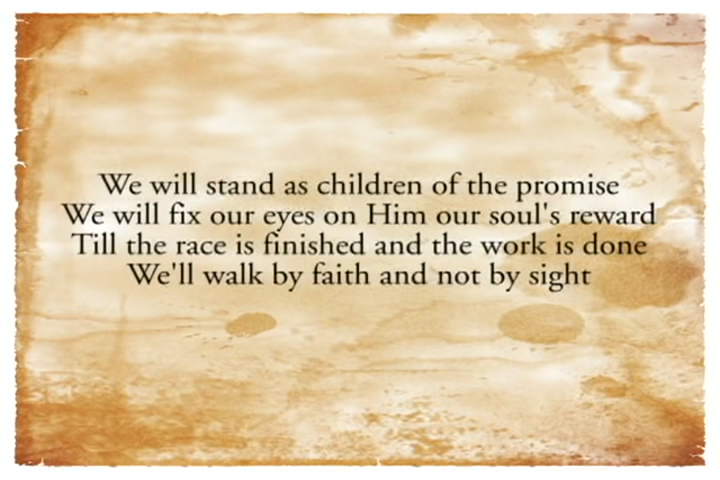 We will stand as children of the promise
We will fix our eyes on Him our soul's reward
Till the race is finished and the work is done
We'll walk by faith and not by sight